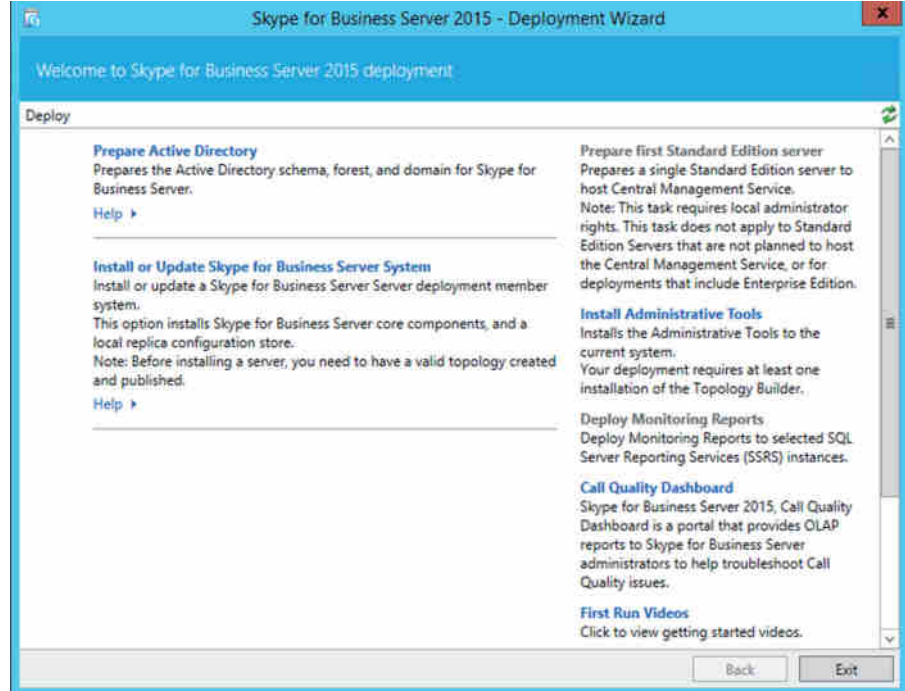 Skype for Business Server 2015 - Deployment Wizard
Welcome to Skype for Business Server 2015 deployment
Deploy
Prepare Active Directory
Prepares the Active Directory schema, forest, and domain for Skype for
Business Server.
Help
Install or Update Skype for Business Server System
Install or update a Skype for Business Server Server deployment member
system.
This option installs Skype for Business Server core components, and a
local replica configuration store.
Note: Before installing a server, you need to have a valid topology created
and published.
Help
Prepare first Standard Edition server
Prepares a single Standard Edition server to
host Central Management Service.
Note: This task requires local administrator
rights. This task does not apply to Standard
Edition Servers that are not planned to host
the Central Management Service, or for
deployments that include Enterprise Edition.
Install Administrative Tools
Installs the Administrative Tools to the
current system.
Your deployment requires at least one
installation of the Topology Builder.
Deploy Monitoring Reports
Deploy Monitoring Reports to selected SQL
Server Reporting Services (SSRS) instances.
Call Quality Dashboard
Skype for Business Server 2015, Call Quality
Dashboard is a portal that provides OLAP
reports to Skype for Business Server
administrators to help troubleshoot Call
Quality issues.
First Run Videos
Click to view getting started videos.
Back
Exit